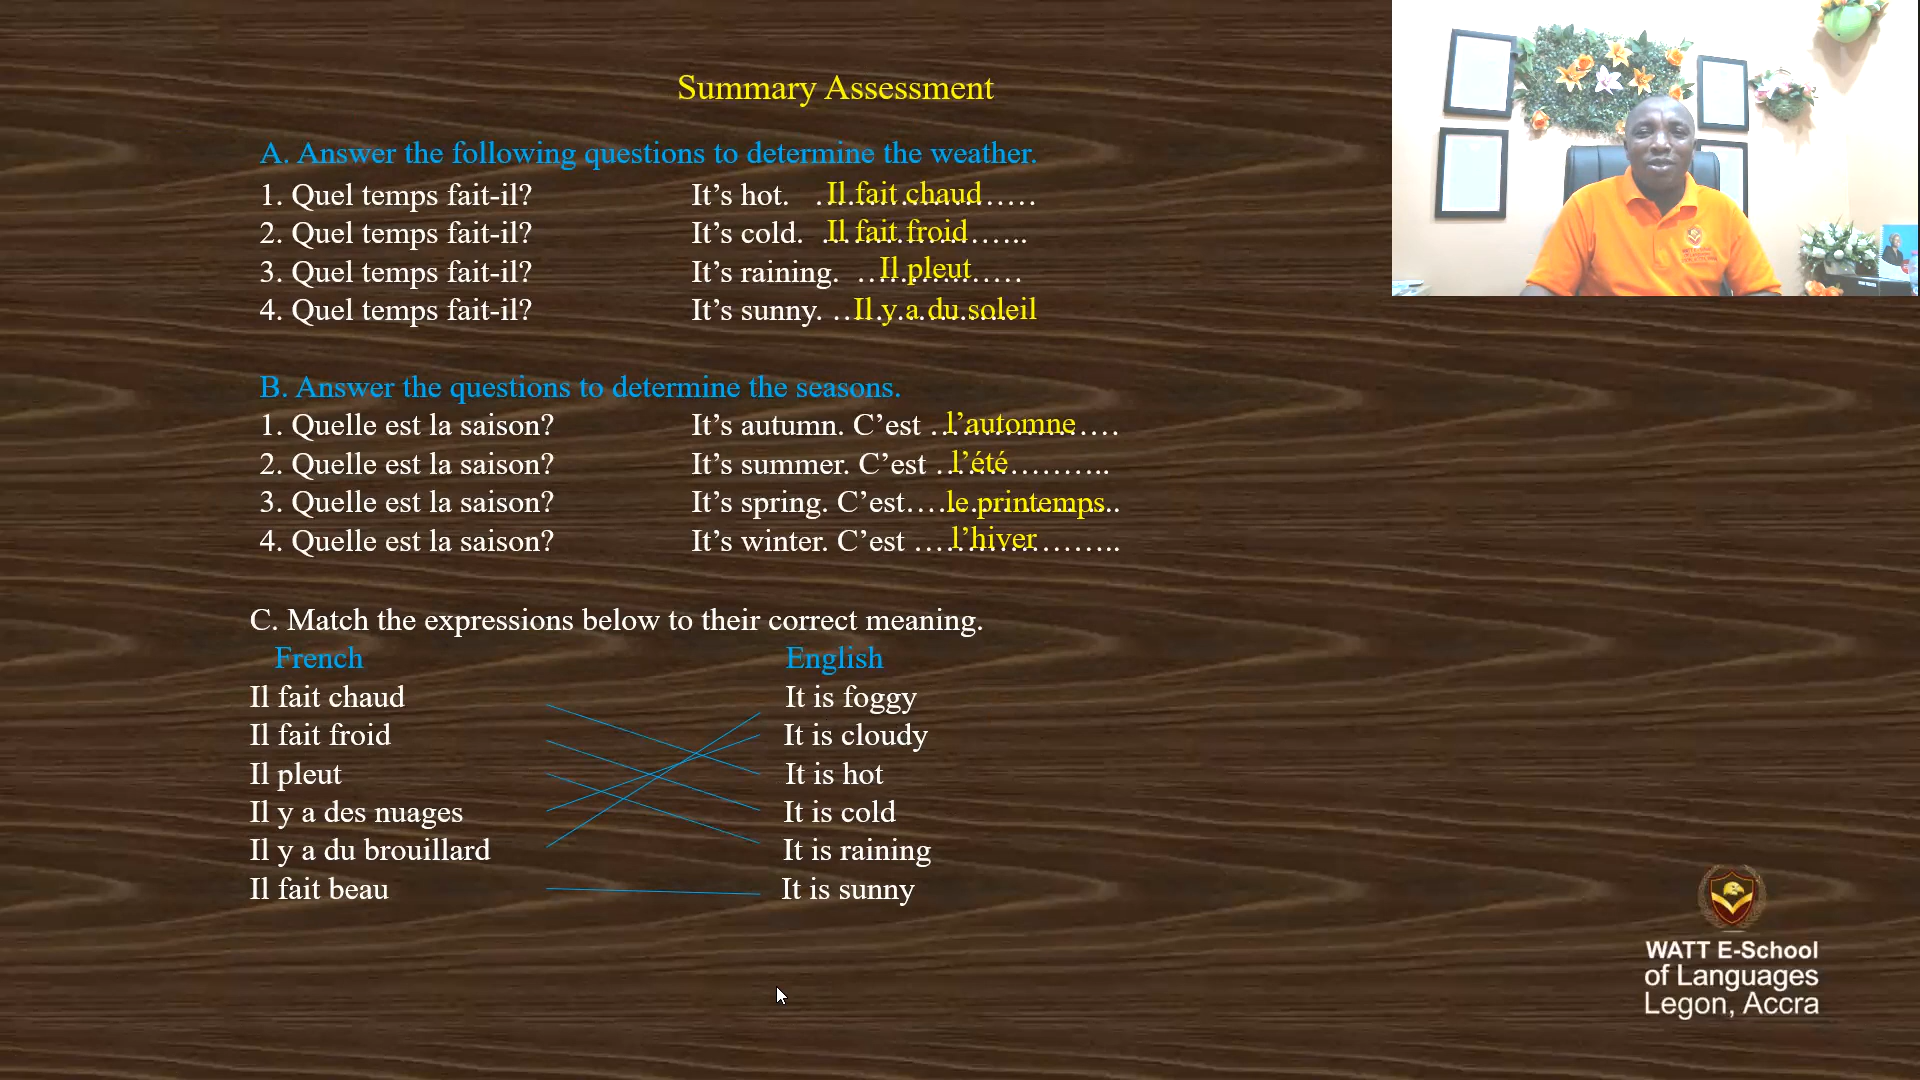 Summary Assessment
A. Answer the following questions to determine the weather.
1. Quel temps fait-il? It's hot. ………………… Il fait chaud
2. Quel temps fait-il? It's cold. ……………….. Il fait froid
3. Quel temps fait-il? It's raining. …………… Il pleut
4. Quel temps fait-il? It's sunny. …………….. Il y a du soleil
B. Answer the questions to determine the seasons.
1. Quelle est la saison? It's autumn. C'est ………………. l'automne
2. Quelle est la saison? It's summer. C'est …………….. l'été
3. Quelle est la saison? It's spring. C'est……………….. le printemps
4. Quelle est la saison? It's winter. C'est ……………….. l'hiver
C. Match the expressions below to their correct meaning.
French English
Il fait chaud It is foggy
Il fait froid It is cloudy
Il pleut It is hot
Il y a des nuages It is cold
Il y a du brouillard It is raining
Il fait beau It is sunny
WATT E-School
of Languages
Legon, Accra